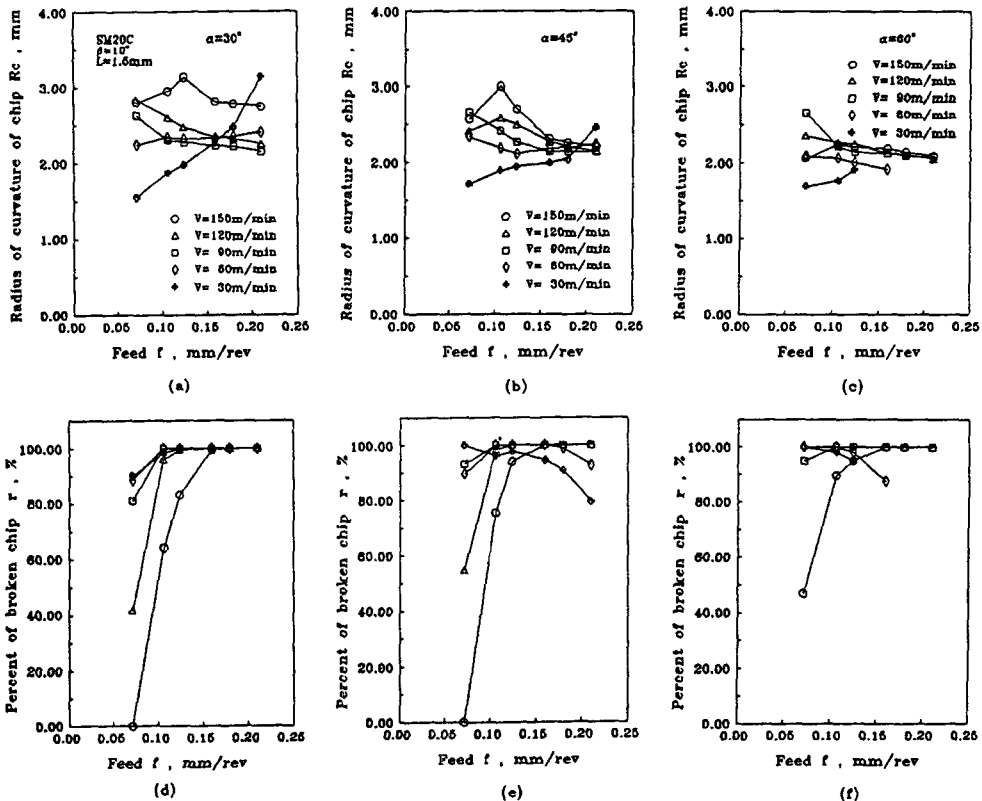 Radius of curvature of chip Rc , mm
4.00
3.00
2.00
1.00
0.00
SM20C
β=10°
L=1.6mm
α=30°
V=150m/min
V=120m/min
V= 90m/min
V= 60m/min
V= 30m/min
0.00 0.05 0.10 0.15 0.20 0.25
Feed f , mm/rev
(a)
Radius of curvature of chip Rc , mm
4.00
3.00
2.00
1.00
0.00
α=45°
V=150m/min
V=120m/min
V= 90m/min
V= 60m/min
V= 30m/min
0.00 0.05 0.10 0.15 0.20 0.25
Feed f , mm/rev
(b)
Radius of curvature of chip Rc , mm
4.00
3.00
2.00
1.00
0.00
α=60°
V=150m/min
V=120m/min
V= 90m/min
V= 60m/min
V= 30m/min
0.00 0.05 0.10 0.15 0.20 0.25
Feed f , mm/rev
(c)
Percent of broken chip r , %
100.00
80.00
60.00
40.00
20.00
0.00
0.00 0.05 0.10 0.15 0.20 0.25
Feed f , mm/rev
(d)
Percent of broken chip r , %
100.00
80.00
60.00
40.00
20.00
0.00
0.00 0.05 0.10 0.15 0.20 0.25
Feed f , mm/rev
(e)
Percent of broken chip r , %
100.00
80.00
60.00
40.00
20.00
0.00
0.00 0.05 0.10 0.15 0.20 0.25
Feed f , mm/rev
(f)